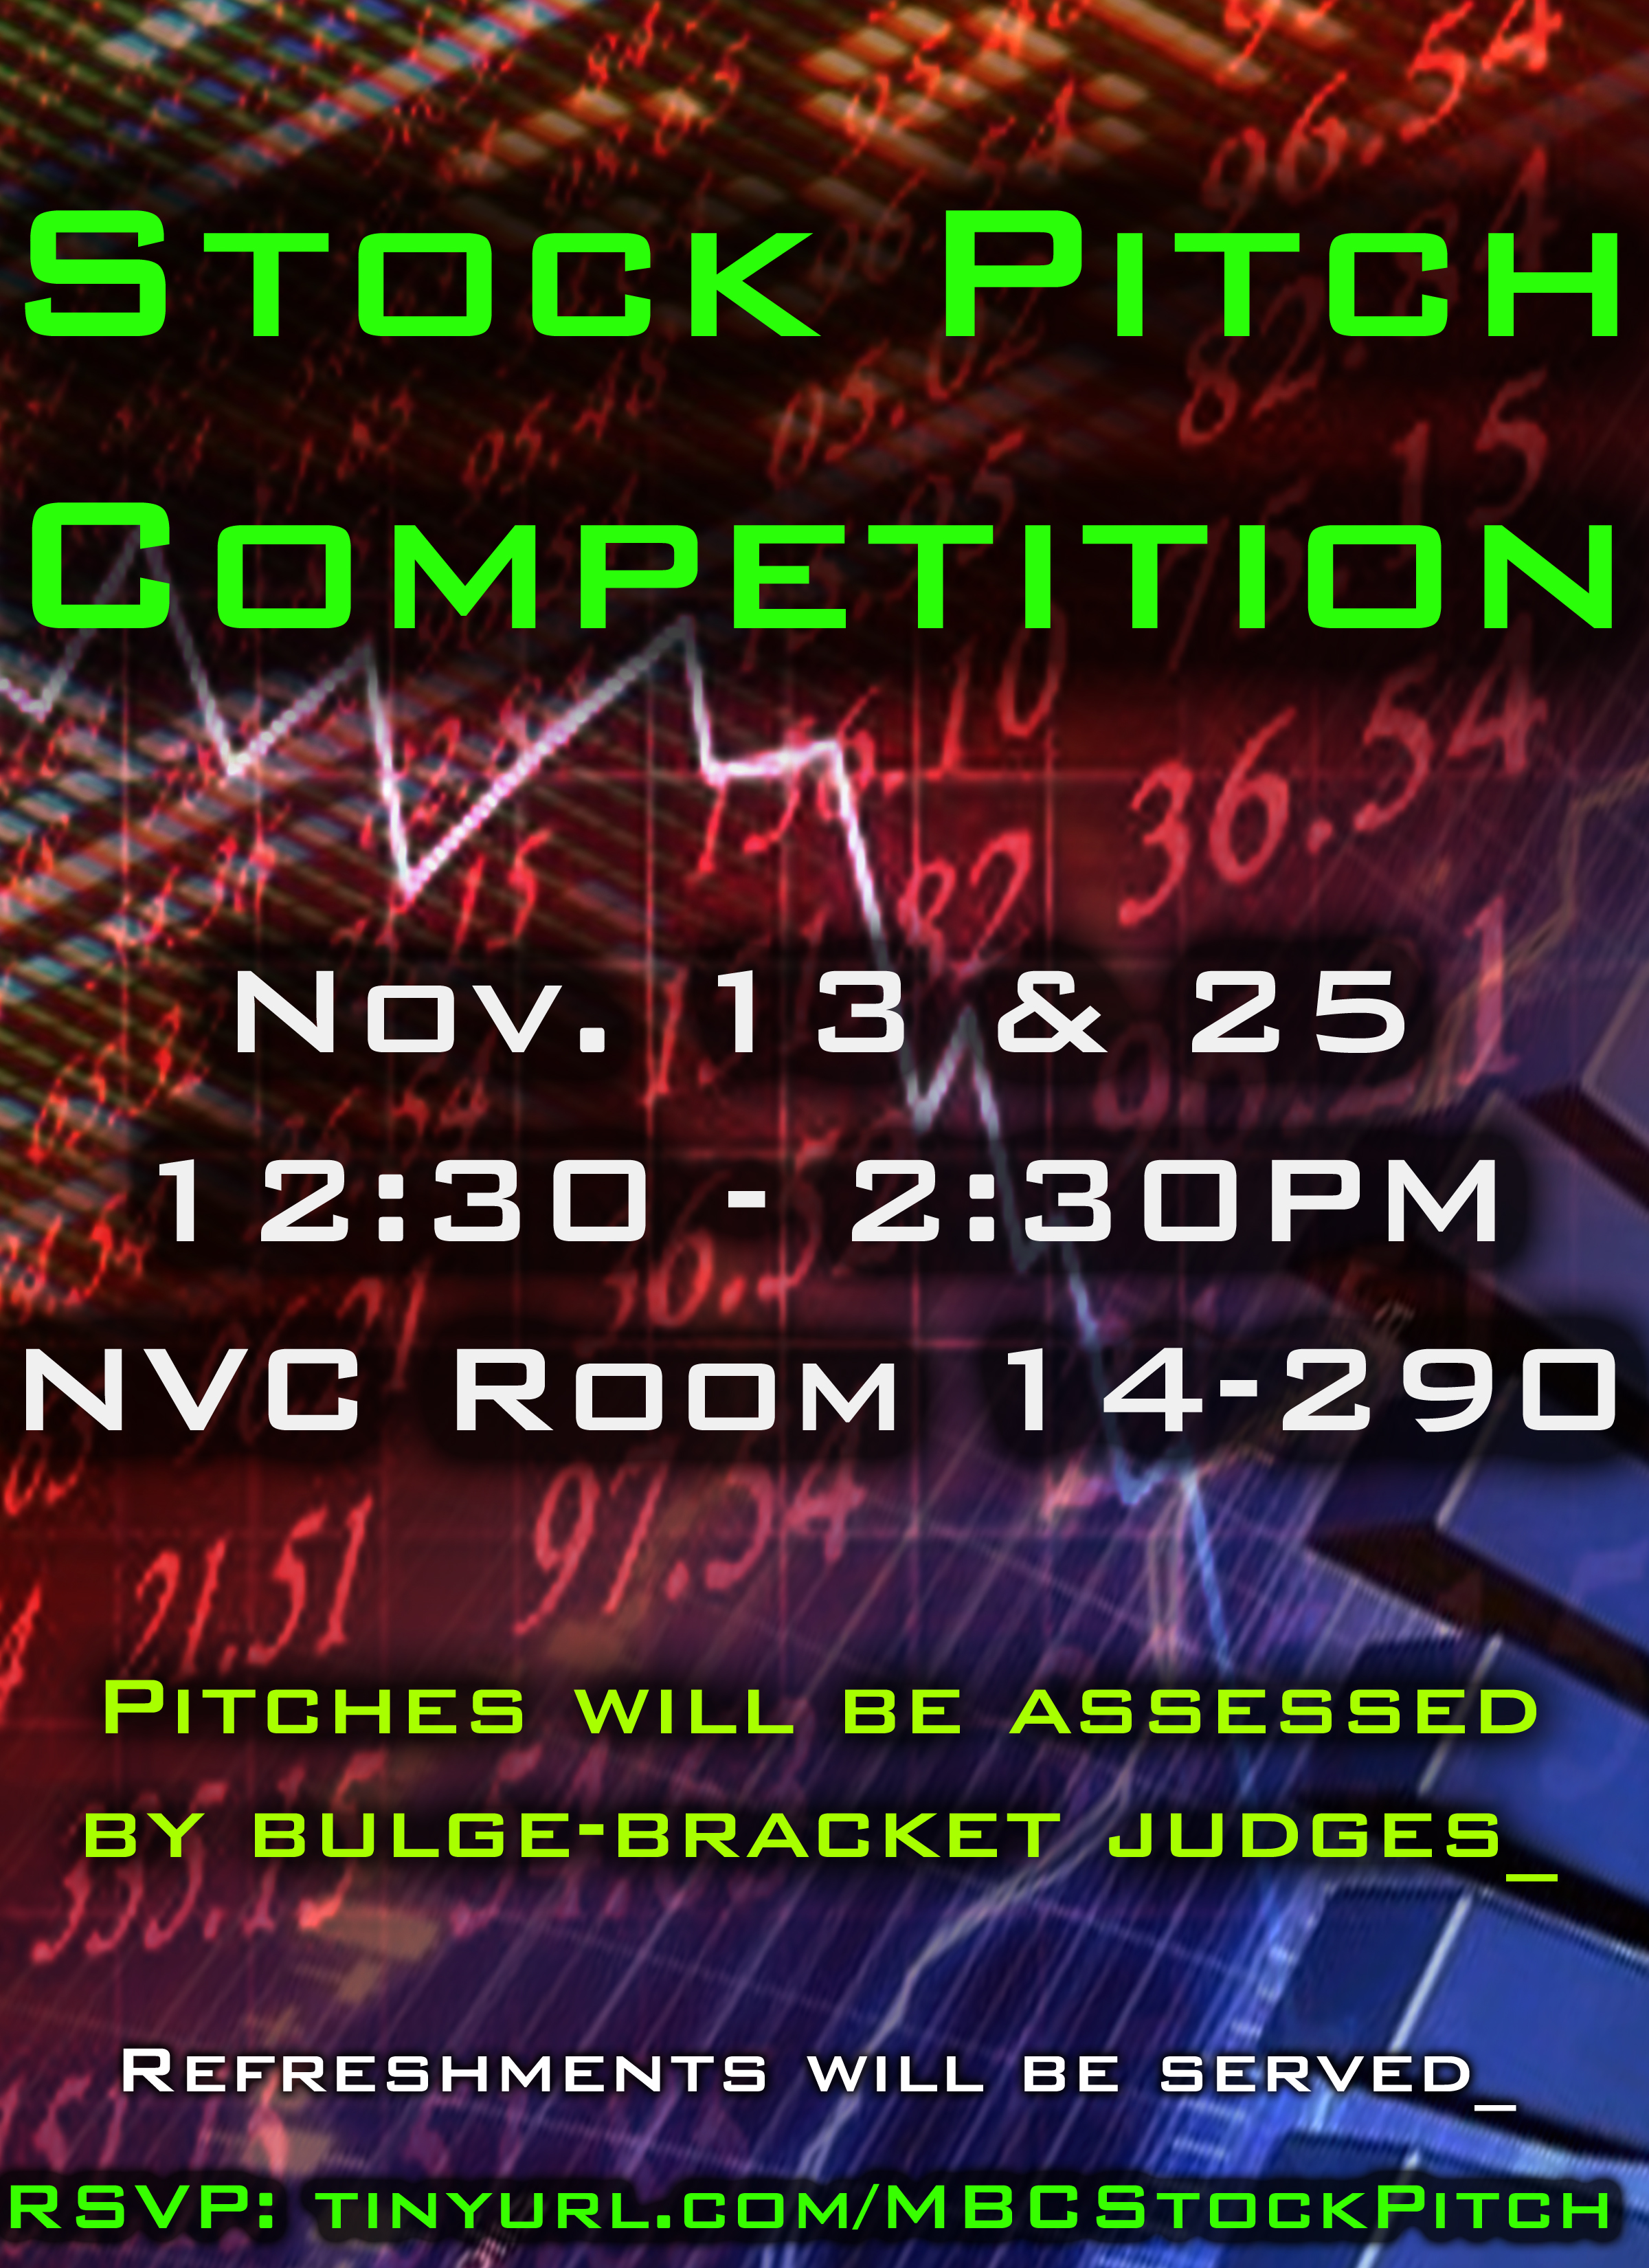 Stock Pitch
Competition
Nov. 13 & 25
12:30 - 2:30PM
NVC Room 14-290
Pitches will be assessed
by bulge-bracket judges_
Refreshments will be served_
RSVP: tinyurl.com/MBCStockPitch